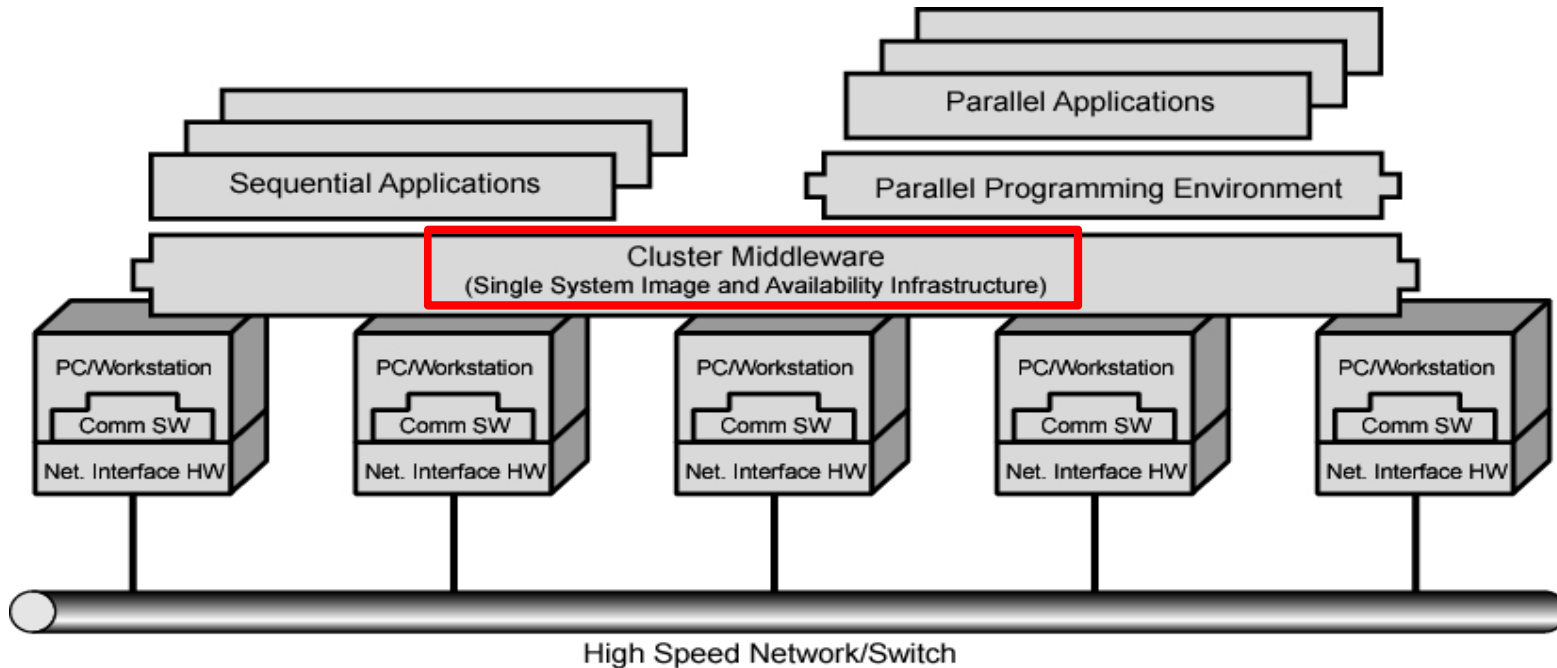 Parallel Applications
Sequential Applications
Parallel Programming Environment
Cluster Middleware
(Single System Image and Availability Infrastructure)
PC/Workstation
Comm SW
Net. Interface HW
PC/Workstation
Comm SW
Net. Interface HW
PC/Workstation
Comm SW
Net. Interface HW
PC/Workstation
Comm SW
Net. Interface HW
PC/Workstation
Comm SW
Net. Interface HW
High Speed Network/Switch